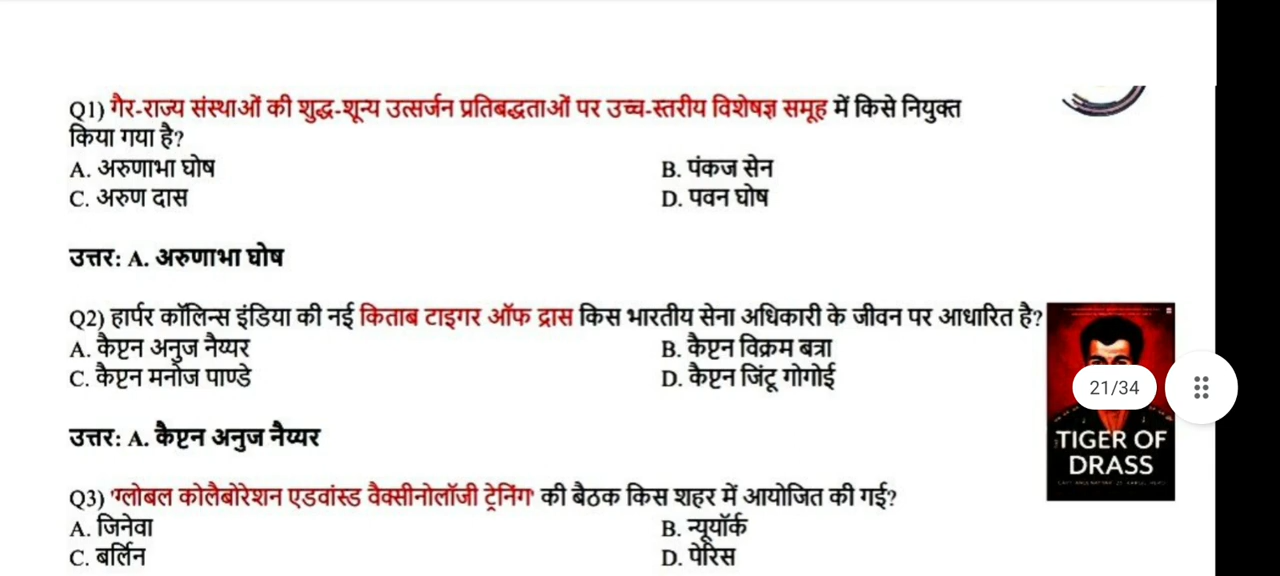 Q1) गैर-राज्य संस्थाओं की शुद्ध-शून्य उत्सर्जन प्रतिबद्धताओं पर उच्च-स्तरीय विशेषज्ञ समूह में किसे नियुक्त
किया गया है?
A. अरुणाभा घोष
B. पंकज सेन
C. अरुण दास
D. पवन घोष
उत्तर: A. अरुणाभा घोष
Q2) हार्पर कॉलिन्स इंडिया की नई किताब टाइगर ऑफ द्रास किस भारतीय सेना अधिकारी के जीवन पर आधारित है?
A. कैप्टन अनुज नैय्यर
B. कैप्टन विक्रम बत्रा
C. कैप्टन मनोज पाण्डे
D. कैप्टन जिंटू गोगोई
21/34
TIGER OF
DRASS
उत्तर: A. कैप्टन अनुज नैय्यर
Q3) 'ग्लोबल कोलैबोरेशन एडवांस्ड वैक्सीनोलॉजी ट्रेनिंग' की बैठक किस शहर में आयोजित की गई?
A. जिनेवा
B. न्यूयॉर्क
C. बर्लिन
D. पेरिस